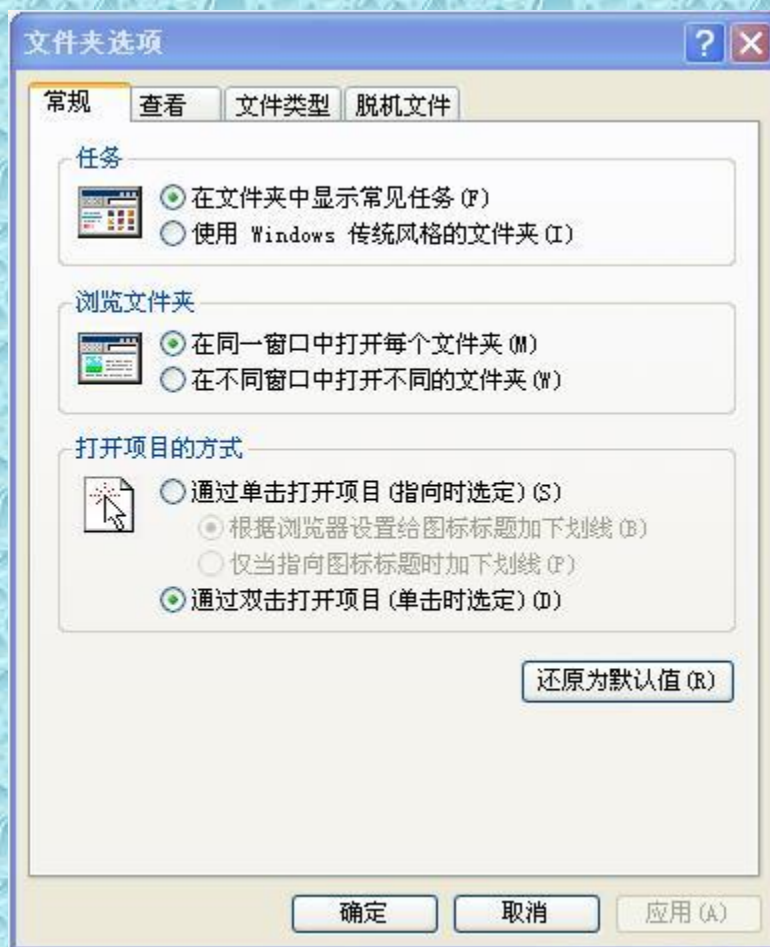 文件夹选项
常规 查看 文件类型 脱机文件
任务
在文件夹中显示常见任务(F)
使用 Windows 传统风格的文件夹(I)
浏览文件夹
在同一窗口中打开每个文件夹(M)
在不同窗口中打开不同的文件夹(W)
打开项目的方式
通过单击打开项目(指向时选定)(S)
根据浏览器设置给图标标题加下划线(B)
仅当指向图标标题时加下划线(P)
通过双击打开项目(单击时选定)(D)
还原为默认值(R)
确定 取消 应用(A)